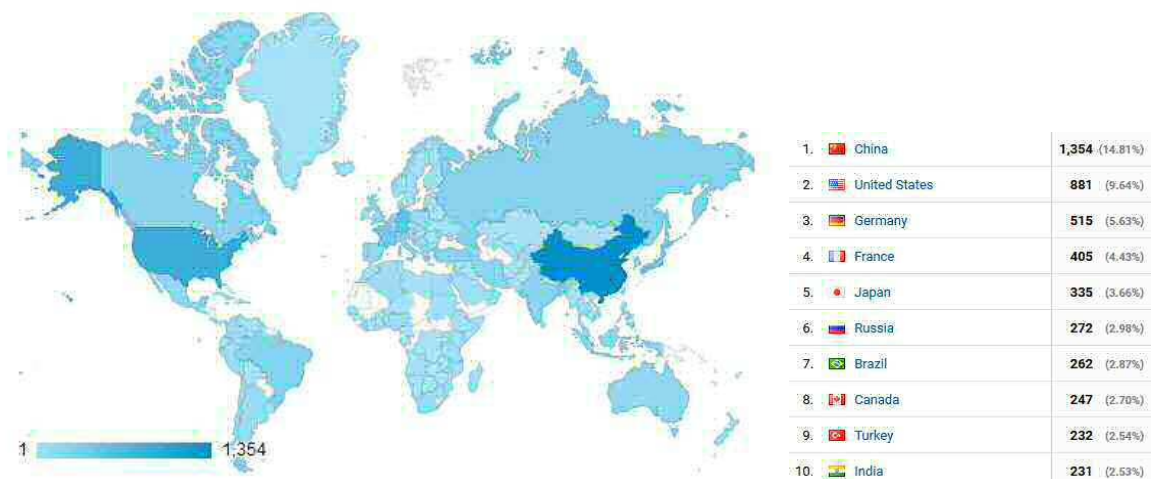 1 1,354
1. China 1,354 (14.81%)
2. United States 881 (9.64%)
3. Germany 515 (5.63%)
4. France 405 (4.43%)
5. Japan 335 (3.66%)
6. Russia 272 (2.98%)
7. Brazil 262 (2.87%)
8. Canada 247 (2.70%)
9. Turkey 232 (2.54%)
10. India 231 (2.53%)